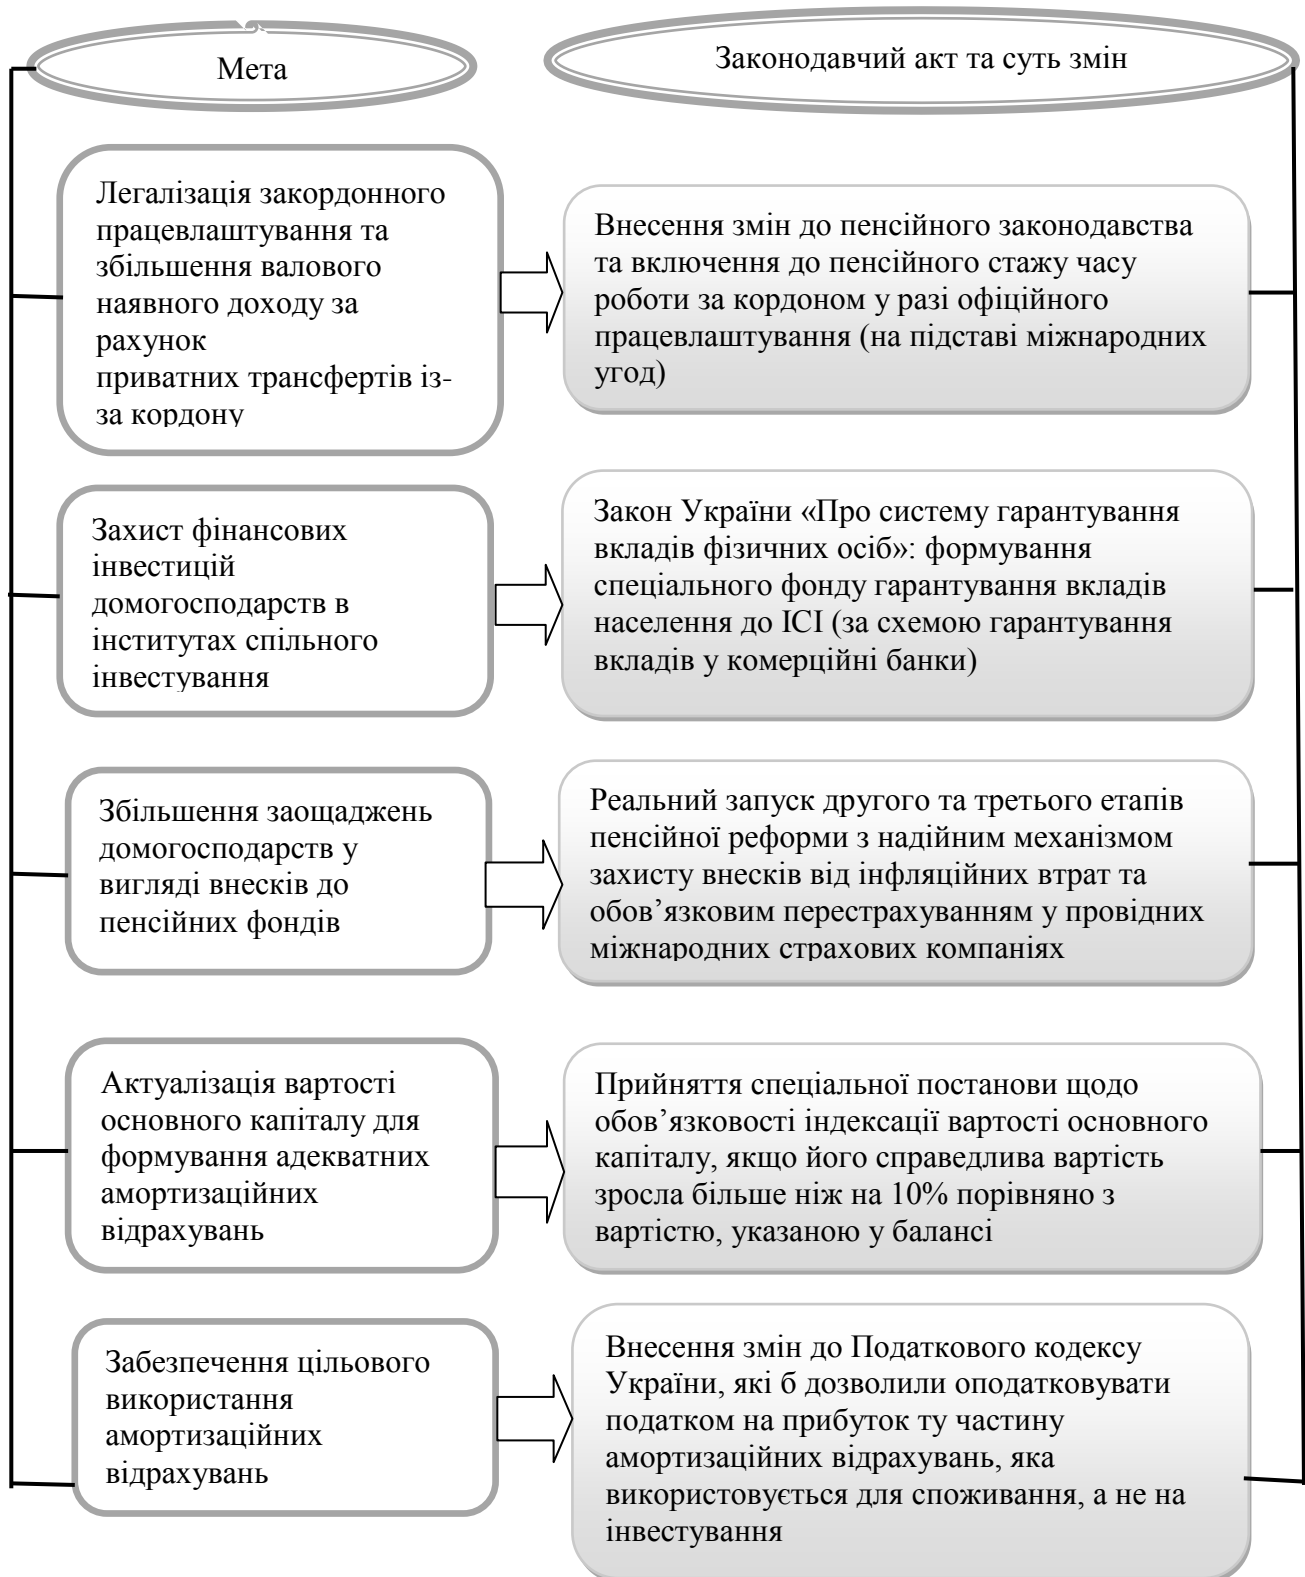 Мета
Законодавчий акт та суть змін
Легалізація закордонного
працевлаштування та
збільшення валового
наявного доходу за
рахунок
приватних трансфертів із-
за кордону
Внесення змін до пенсійного законодавства
та включення до пенсійного стажу часу
роботи за кордоном у разі офіційного
працевлаштування (на підставі міжнародних
угод)
Захист фінансових
інвестицій
домогосподарств в
інститутах спільного
інвестування
Закон України «Про систему гарантування
вкладів фізичних осіб»: формування
спеціального фонду гарантування вкладів
населення до ІСІ (за схемою гарантування
вкладів у комерційні банки)
Збільшення заощаджень
домогосподарств у
вигляді внесків до
пенсійних фондів
Реальний запуск другого та третього етапів
пенсійної реформи з надійним механізмом
захисту внесків від інфляційних втрат та
обов’язковим перестрахуванням у провідних
міжнародних страхових компаніях
Актуалізація вартості
основного капіталу для
формування адекватних
амортизаційних
відрахувань
Прийняття спеціальної постанови щодо
обов’язковості індексації вартості основного
капіталу, якщо його справедлива вартість
зросла більше ніж на 10% порівняно з
вартістю, указаною у балансі
Забезпечення цільового
використання
амортизаційних
відрахувань
Внесення змін до Податкового кодексу
України, які б дозволили оподатковувати
податком на прибуток ту частину
амортизаційних відрахувань, яка
використовується для споживання, а не на
інвестування